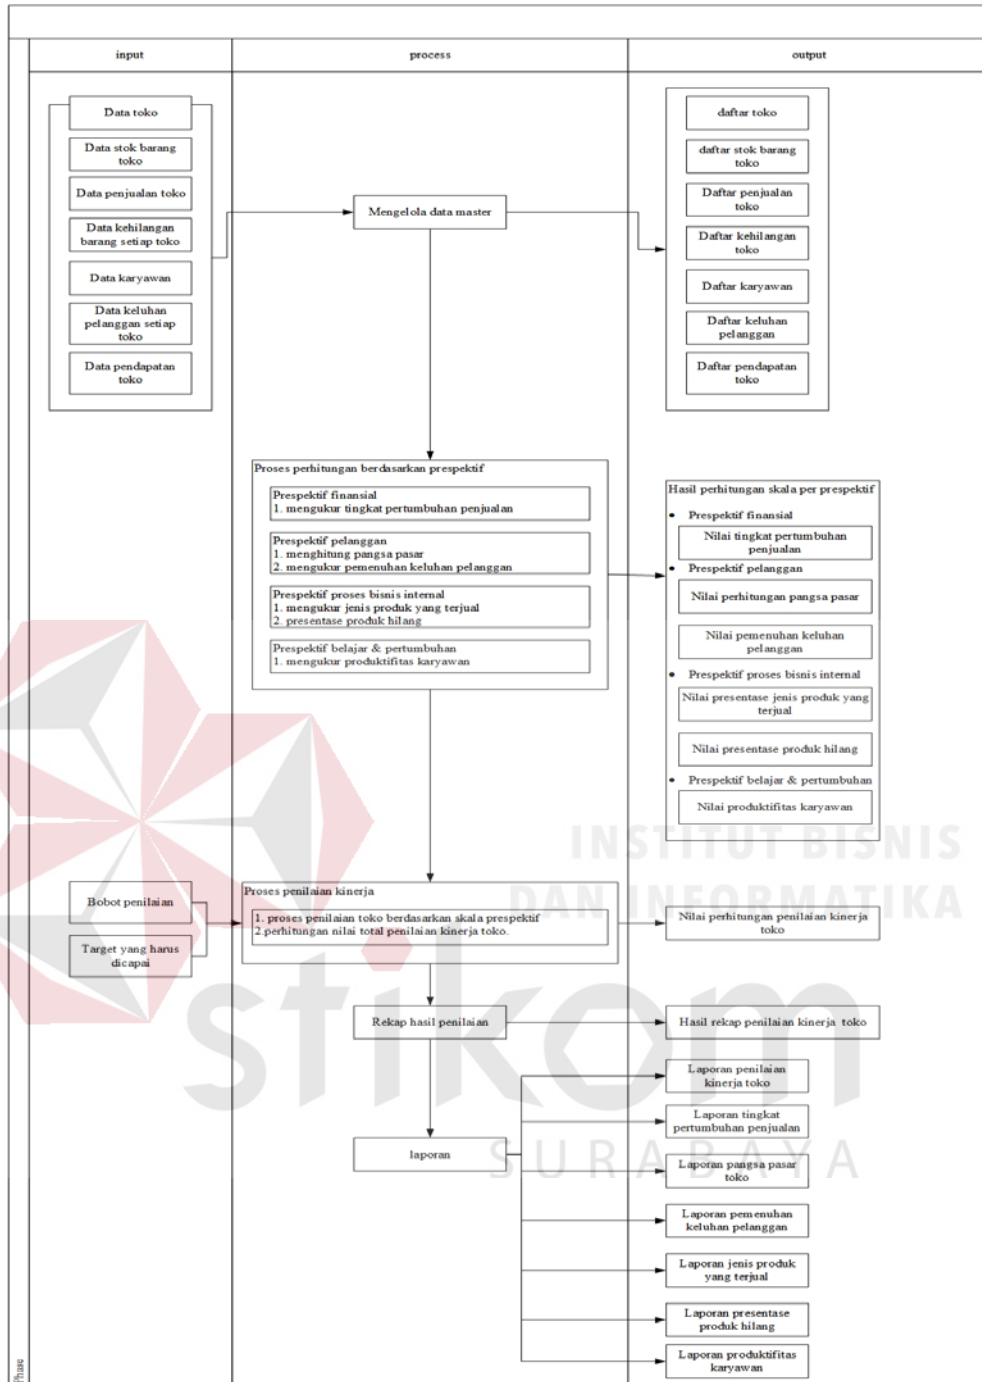 input
process
output
Data toko
Data stok barang
toko
Data penjualan toko
Data kehilangan
barang setiap toko
Data karyawan
Data keluhan
pelanggan setiap
toko
Data pendapatan
toko
Mengelola data master
daftar toko
daftar stok barang
toko
Daftar penjualan
toko
Daftar kehilangan
toko
Daftar karyawan
Daftar keluhan
pelanggan
Daftar pendapatan
toko
Proses perhitungan berdasarkan prespektif
Prespektif finansial
1. mengukur tingkat pertumbuhan penjualan
Prespektif pelanggan
1. menghitung pangsa pasar
2. mengukur pemenuhan keluhan pelanggan
Prespektif proses bisnis internal
1. mengukur jenis produk yang terjual
2. presentase produk hilang
Prespektif belajar & pertumbuhan
1. mengukur produktifitas karyawan
Hasil perhitungan skala per prespektif
• Prespektif finansial
Nilai tingkat pertumbuhan
penjualan
• Prespektif pelanggan
Nilai perhitungan pangsa pasar
Nilai pemenuhan keluhan
pelanggan
• Prespektif proses bisnis internal
Nilai presentase jenis produk yang
terjual
Nilai presentase produk hilang
• Prespektif belajar & pertumbuhan
Nilai produktifitas karyawan
INSTITUT BISNIS
DAN INFORMATIKA
Bobot penilaian
Target yang harus
dicapai
Proses penilaian kinerja
1. proses penilaian toko berdasarkan skala prespektif
2.perhitungan nilai total penilaian kinerja toko.
Nilai perhitungan penilaian kinerja
toko
stikom
SURABAYA
Rekap hasil penilaian
Hasil rekap penilaian kinerja toko
laporan
Laporan penilaian
kinerja toko
Laporan tingkat
pertumbuhan penjualan
Laporan pangsa pasar
toko
Laporan pemenuhan
keluhan pelanggan
Laporan jenis produk
yang terjual
Laporan presentase
produk hilang
Laporan produktifitas
karyawan
Phase